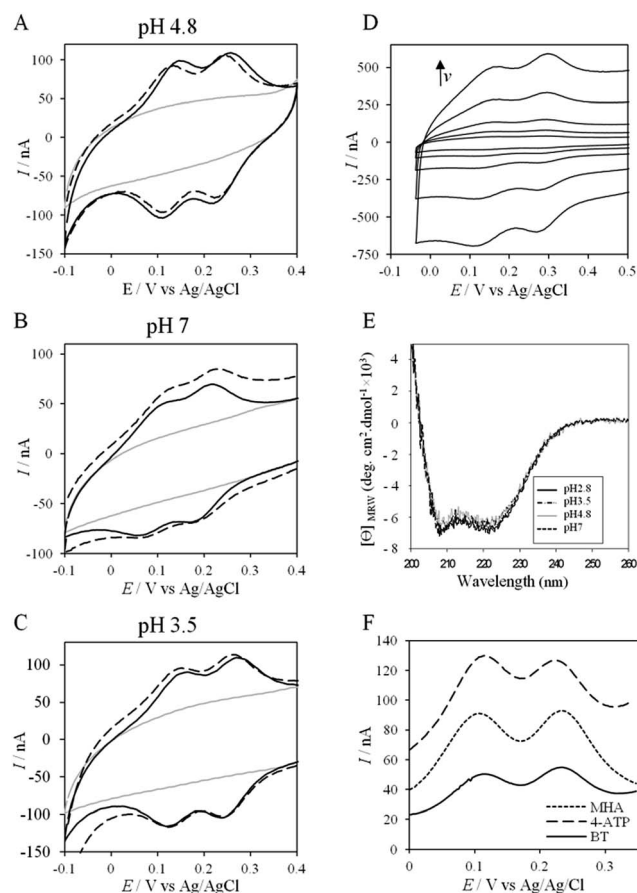 A
pH 4.8
I / nA
100
50
0
-50
-100
-150
-0.1 0 0.1 0.2 0.3 0.4
E / V vs Ag/AgCl
B
pH 7
I / nA
100
50
0
-50
-100
-0.1 0 0.1 0.2 0.3 0.4
E / V vs Ag/AgCl
C
pH 3.5
I / nA
100
50
0
-50
-100
-150
-0.1 0 0.1 0.2 0.3 0.4
E / V vs Ag/AgCl
D
v
I / nA
500
250
0
-250
-500
-750
0.0 0.1 0.2 0.3 0.4 0.5
E / V vs Ag/AgCl
E
[Θ] MRW (deg. cm².dmol⁻¹×10³)
4
2
0
-2
-4
-6
-8
pH2.8
pH3.5
pH4.8
pH7
200 210 220 230 240 250 260
Wavelength (nm)
F
I / nA
140
120
100
80
60
40
20
0
MHA
4-ATP
BT
0 0.1 0.2 0.3
E / V vs Ag/Ag/Cl